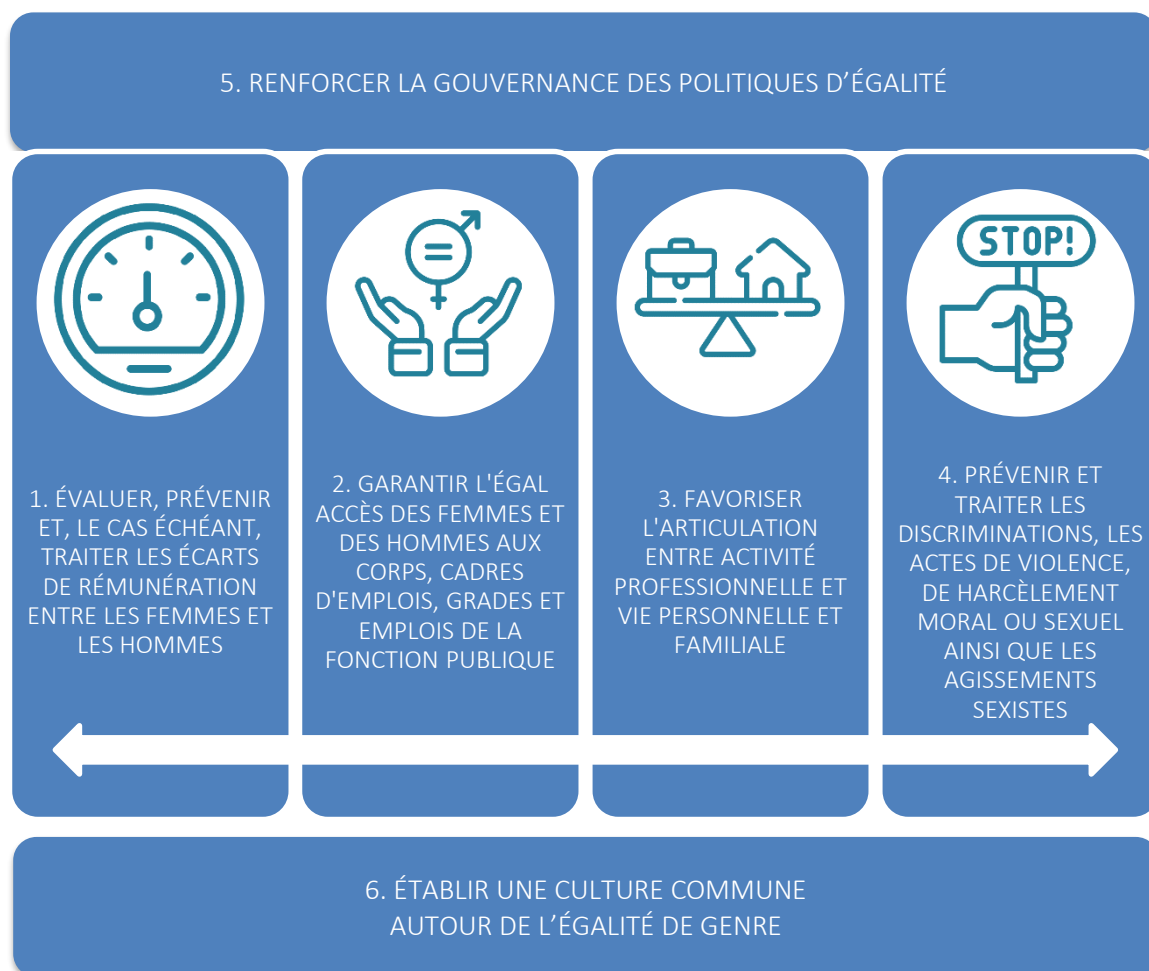 5. RENFORCER LA GOUVERNANCE DES POLITIQUES D’ÉGALITÉ
1. ÉVALUER, PRÉVENIR
ET, LE CAS ÉCHÉANT,
TRAITER LES ÉCARTS
DE RÉMUNÉRATION
ENTRE LES FEMMES ET
LES HOMMES
2. GARANTIR L'ÉGAL
ACCÈS DES FEMMES ET
DES HOMMES AUX
CORPS, CADRES
D'EMPLOIS, GRADES ET
EMPLOIS DE LA
FONCTION PUBLIQUE
3. FAVORISER
L'ARTICULATION
ENTRE ACTIVITÉ
PROFESSIONNELLE ET
VIE PERSONNELLE ET
FAMILIALE
STOP!
4. PRÉVENIR ET
TRAITER LES
DISCRIMINATIONS, LES
ACTES DE VIOLENCE,
DE HARCÈLEMENT
MORAL OU SEXUEL
AINSI QUE LES
AGISSEMENTS
SEXISTES
6. ÉTABLIR UNE CULTURE COMMUNE
AUTOUR DE L’ÉGALITÉ DE GENRE